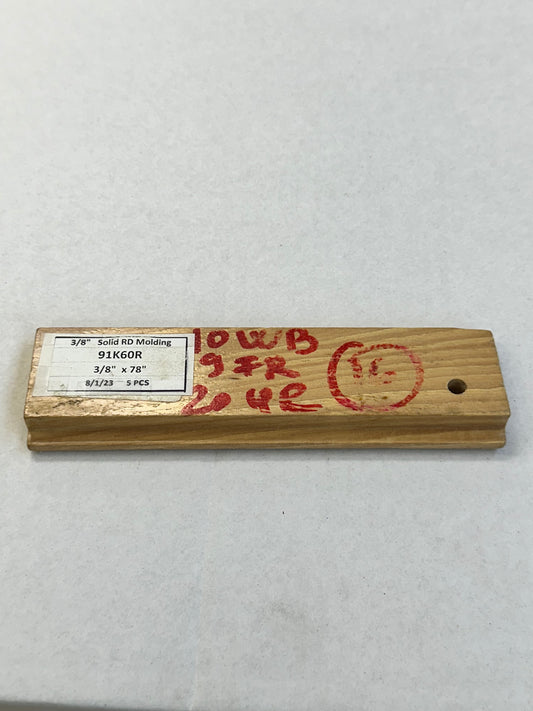 3/8" Solid RD Molding
91K60R
3/8" x 78"
8/1/23 5 PCS
10 WB
9 FR
20 UR